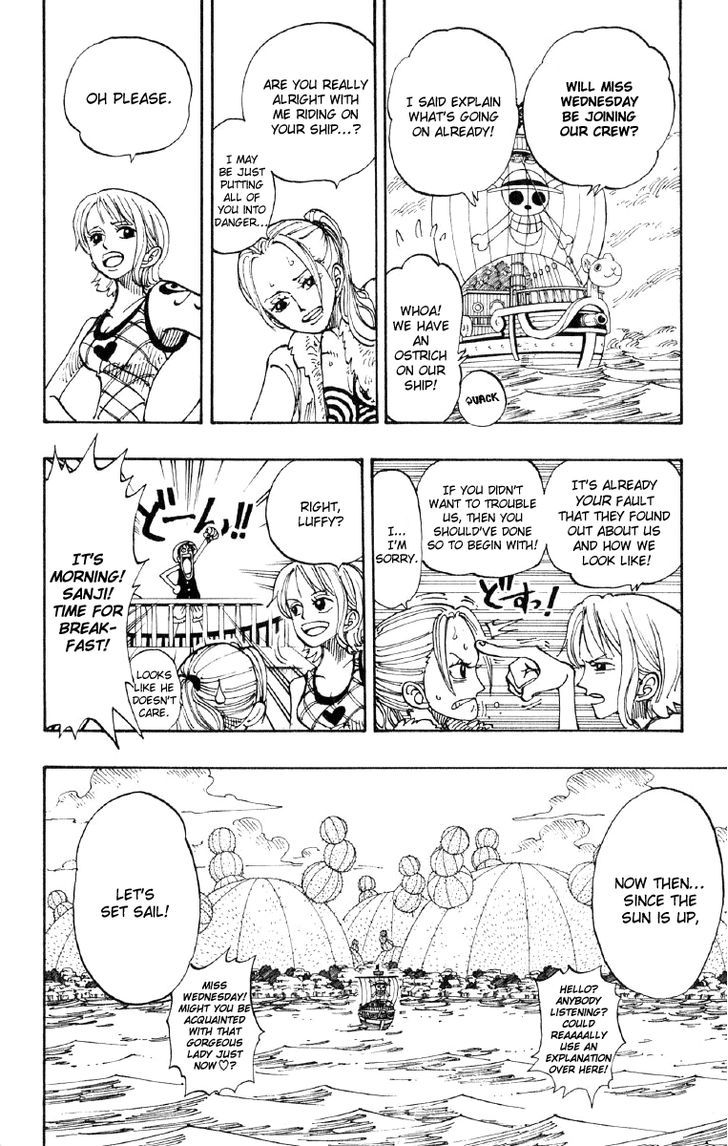 WILL MISS
WEDNESDAY
BE JOINING
OUR CREW?
I SAID EXPLAIN
WHAT'S GOING
ON ALREADY!
WHOA!
WE HAVE
AN
OSTRICH
ON OUR
SHIP!
QUACK
ARE YOU REALLY
ALRIGHT WITH
ME RIDING ON
YOUR SHIP...?
I MAY
BE JUST
PUTTING
ALL OF
YOU INTO
DANGER...
OH PLEASE.
IT'S ALREADY
YOUR FAULT
THAT THEY FOUND
OUT ABOUT US
AND HOW WE
LOOK LIKE!
IF YOU DIDN'T
WANT TO TROUBLE
US, THEN YOU
SHOULD'VE DONE
SO TO BEGIN WITH!
I...
I'M
SORRY.
どすっ!
RIGHT,
LUFFY?
どーんっ!!
IT'S
MORNING!
SANJI!
TIME FOR
BREAK-
FAST!
LOOKS
LIKE HE
DOESN'T
CARE.
NOW THEN...
SINCE THE
SUN IS UP,
LET'S
SET SAIL!
HELLO?
ANYBODY
LISTENING?
COULD
REAAAALLY
USE AN
EXPLANATION
OVER HERE!
MISS
WEDNESDAY!
MIGHT YOU BE
ACQUAINTED
WITH THAT
GORGEOUS
LADY JUST
NOW♡?